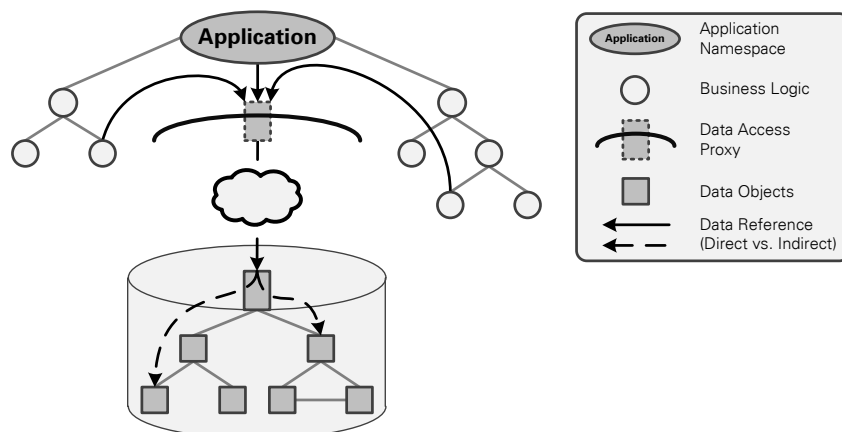 Application
Application
Application
Namespace
Business Logic
Data Access
Proxy
Data Objects
Data Reference
(Direct vs. Indirect)